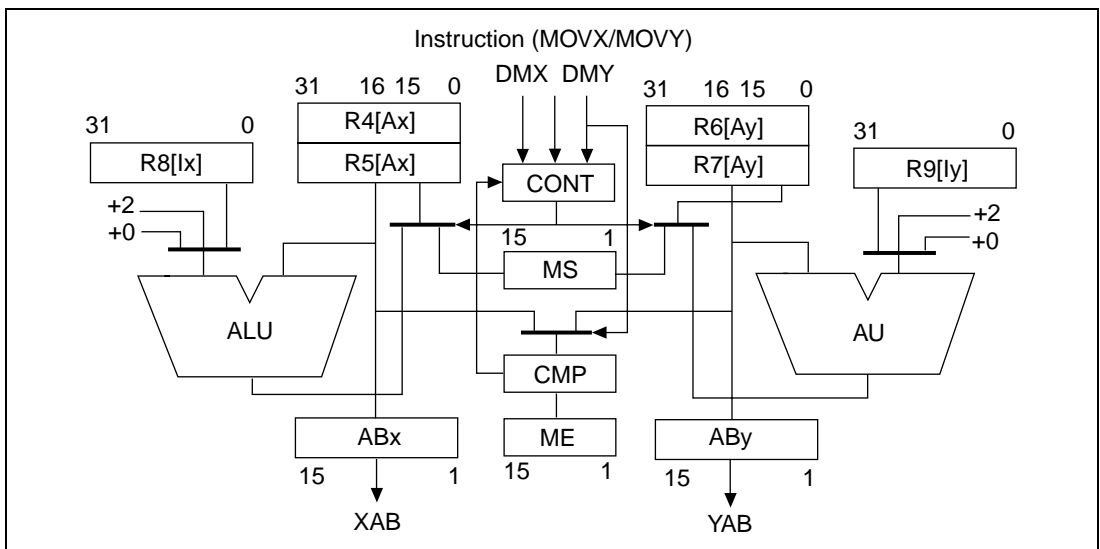 Instruction (MOVX/MOVY)
DMX DMY
31 16 15 0
31 16 15 0
R4[Ax]
R6[Ay]
31 0
31 0
R5[Ax]
R7[Ay]
R8[Ix]
R9[Iy]
CONT
+2
+0
+2
+0
15 1
MS
ALU
AU
CMP
ABx
ME
ABy
15 1
15 1
15 1
XAB
YAB